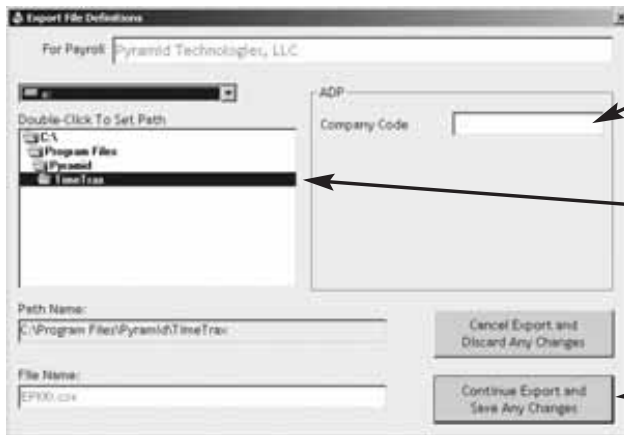 Export File Definitions
For Payroll Pyramid Technologies, LLC
c:
Double-Click To Set Path
C:\
Program Files
Pyramid
TimeTrax
ADP
Company Code
Path Name:
C:\Program Files\Pyramid\TimeTrax
File Name:
Cancel Export and
Discard Any Changes
Continue Export and
Save Any Changes